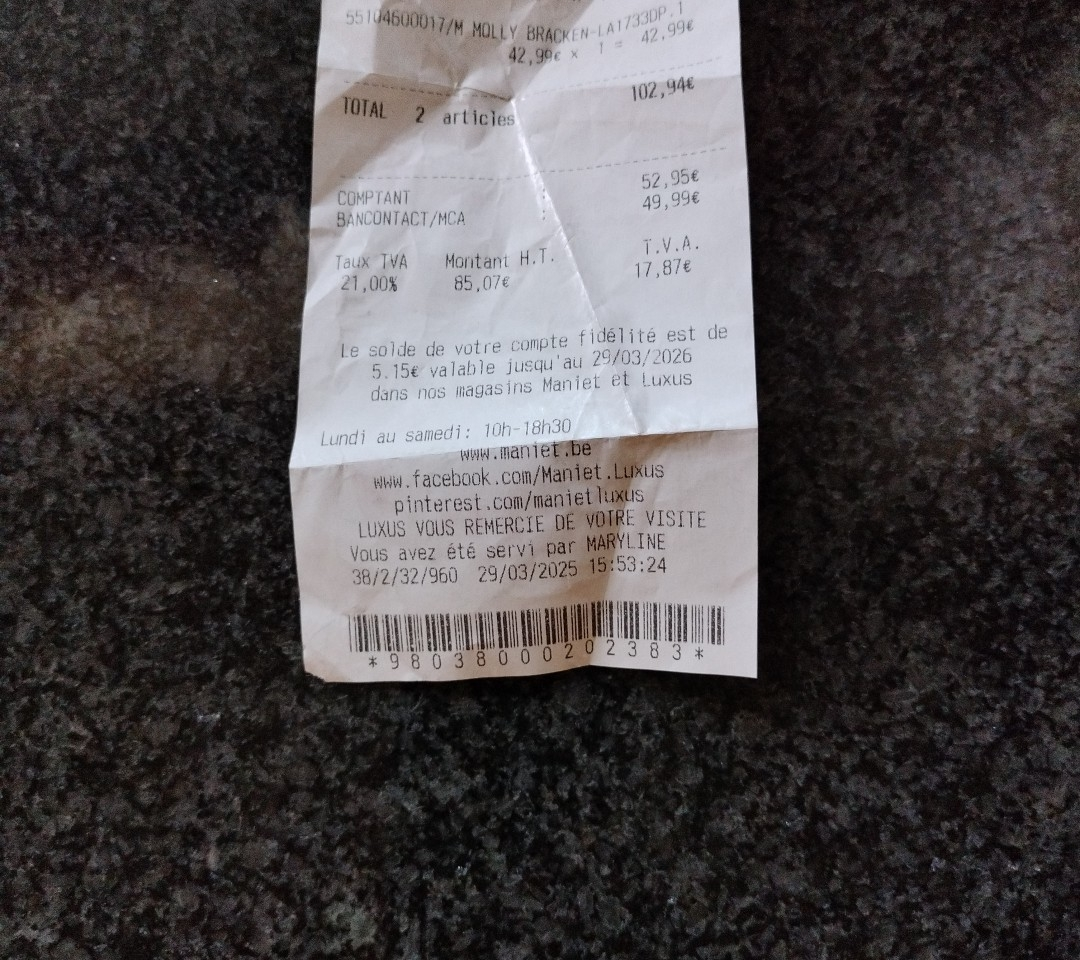 55104600017/M MOLLY BRACKEN-LA1733DP.1
42,99€ x 1 = 42,99€
TOTAL 2 articles 102,94€
COMPTANT 52,95€
BANCONTACT/MCA : 49,99€
Taux TVA Montant H.T. T.V.A.
21,00% 85,07€ 17,87€
Le solde de votre compte fidélité est de
5.15€ valable jusqu'au 29/03/2026
dans nos magasins Maniet et Luxus
Lundi au samedi: 10h-18h30
www.maniet.be
www.facebook.com/Maniet.Luxus
pinterest.com/manietluxus
LUXUS VOUS REMERCIE DE VOTRE VISITE
Vous avez été servi par MARYLINE
38/2/32/960 29/03/2025 15:53:24
*98038000202383*